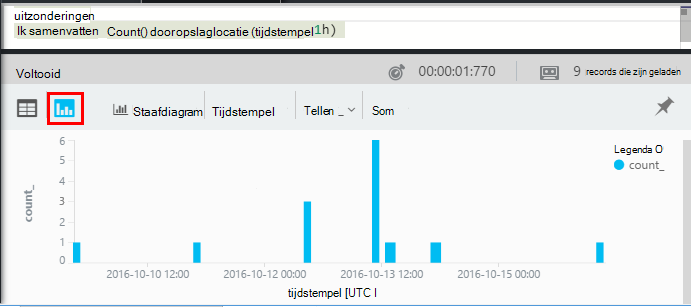 uitzonderingen
Ik samenvatten Count() dooropslaglocatie (tijdstempel 1h)
Voltooid 00:00:01:770 9 records die zijn geladen
Staafdiagram Tijdstempel Tellen _ Som
6
5
4
3
2
1
0
count_
Legenda O
count_
2016-10-10 12:00 2016-10-12 00:00 2016-10-13 12:00 2016-10-15 00:00
tijdstempel [UTC I